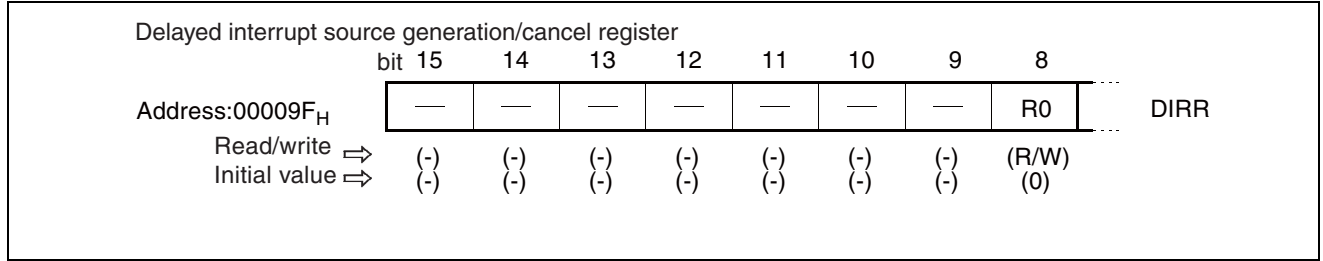 Delayed interrupt source generation/cancel register
bit 15 14 13 12 11 10 9 8
Address:00009FH — — — — — — — R0 DIRR
Read/write ⇨ (-) (-) (-) (-) (-) (-) (-) (R/W)
Initial value ⇨ (-) (-) (-) (-) (-) (-) (-) (0)